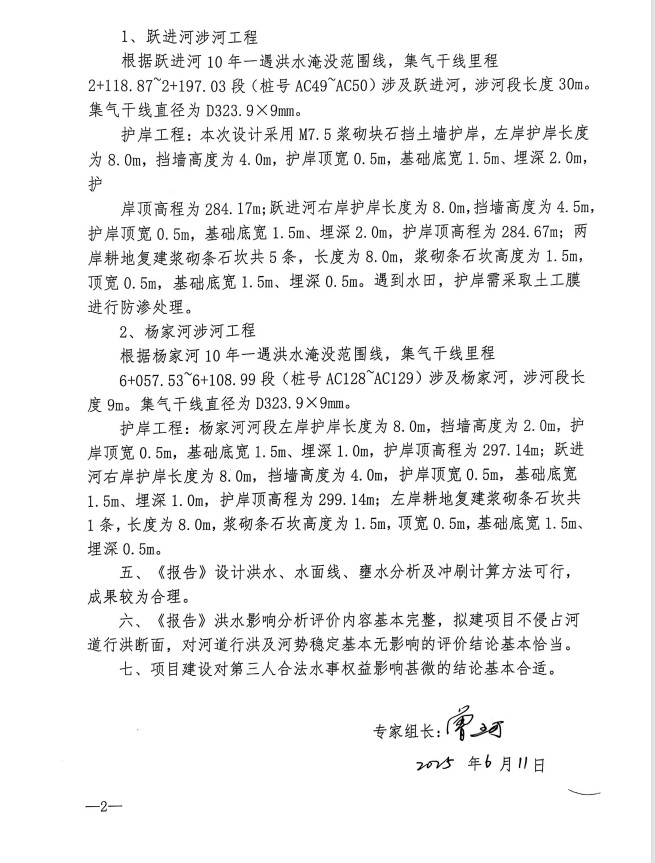 1、跃进河涉河工程
根据跃进河 10 年一遇洪水淹没范围线，集气干线里程
2+118.87~2+197.03 段（桩号 AC49~AC50）涉及跃进河，涉河段长度 30m。
集气干线直径为 D323.9×9mm。
护岸工程：本次设计采用 M7.5 浆砌块石挡土墙护岸，左岸护岸长度
为 8.0m，挡墙高度为 4.0m，护岸顶宽 0.5m，基础底宽 1.5m、埋深 2.0m，
护
岸顶高程为 284.17m；跃进河右岸护岸长度为 8.0m，挡墙高度为 4.5m，
护岸顶宽 0.5m，基础底宽 1.5m、埋深 2.0m，护岸顶高程为 284.67m；两
岸耕地复建浆砌条石坎共 5 条，长度为 8.0m，浆砌条石坎高度为 1.5m，
顶宽 0.5m，基础底宽 1.5m、埋深 0.5m。遇到水田，护岸需采取土工膜
进行防渗处理。
2、杨家河涉河工程
根据杨家河 10 年一遇洪水淹没范围线，集气干线里程
6+057.53~6+108.99 段（桩号 AC128~AC129）涉及杨家河，涉河段长
度 9m。集气干线直径为 D323.9×9mm。
护岸工程：杨家河河段左岸护岸长度为 8.0m，挡墙高度为 2.0m，护
岸顶宽 0.5m，基础底宽 1.5m、埋深 1.0m，护岸顶高程为 297.14m；跃进
河右岸护岸长度为 8.0m，挡墙高度为 4.0m，护岸顶宽 0.5m，基础底宽
1.5m、埋深 1.0m，护岸顶高程为 299.14m；左岸耕地复建浆砌条石坎共
1 条，长度为 8.0m，浆砌条石坎高度为 1.5m，顶宽 0.5m，基础底宽 1.5m、
埋深 0.5m。
五、《报告》设计洪水、水面线、壅水分析及冲刷计算方法可行，
成果较为合理。
六、《报告》洪水影响分析评价内容基本完整，拟建项目不侵占河
道行洪断面，对河道行洪及河势稳定基本无影响的评价结论基本恰当。
七、项目建设对第三人合法水事权益影响甚微的结论基本合适。
专家组长：曾
2025 年 6 月 11 日
—2—